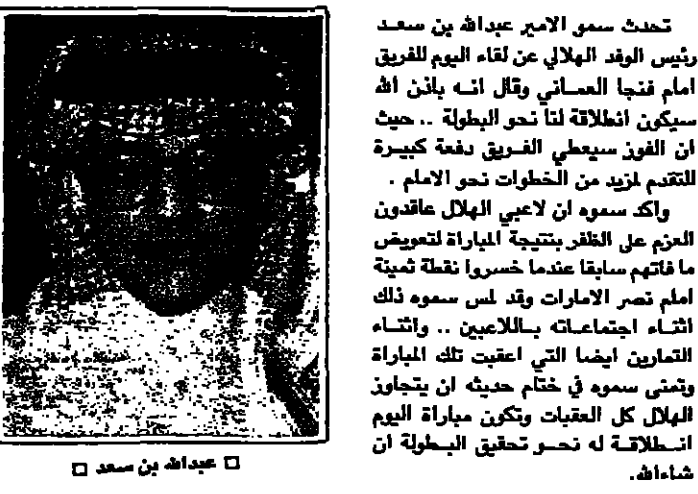 تحدث سمو الامير عبدالله بن سعد
رئيس الوفد الهلالي عن لقاء اليوم للفريق
امام فنجا العماني وقال انه باذن الله
سيكون انطلاقة لنا نحو البطولة .. حيث
ان الفوز سيعطي الفريق دفعة كبيرة
للتقدم لمزيد من الخطوات نحو الامام .
واكد سموه ان لاعبي الهلال عاقدون
العزم على الظفر بنتيجة المباراة لتعويض
ما فاتهم سابقا عندما خسروا نقطة ثمينة
امام نصر الامارات وقد لمس سموه ذلك
اثناء اجتماعاته باللاعبين .. واثناء
التمارين ايضا التي اعقبت تلك المباراة
وتمنى سموه في ختام حديثه ان يتجاوز
الهلال كل العقبات وتكون مباراة اليوم
انطلاقة له نحو تحقيق البطولة ان
شاءالله.
□ عبدالله بن سعد □